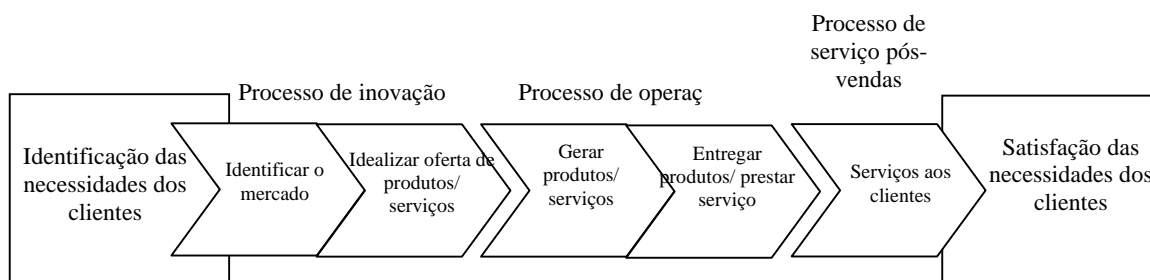 Processo de
serviço pós-
vendas
Processo de inovação
Processo de operaç
Identificação das
necessidades dos
clientes
Identificar o
mercado
Idealizar oferta de
produtos/
serviços
Gerar
produtos/
serviços
Entregar
produtos/ prestar
serviço
Serviços aos
clientes
Satisfação das
necessidades dos
clientes